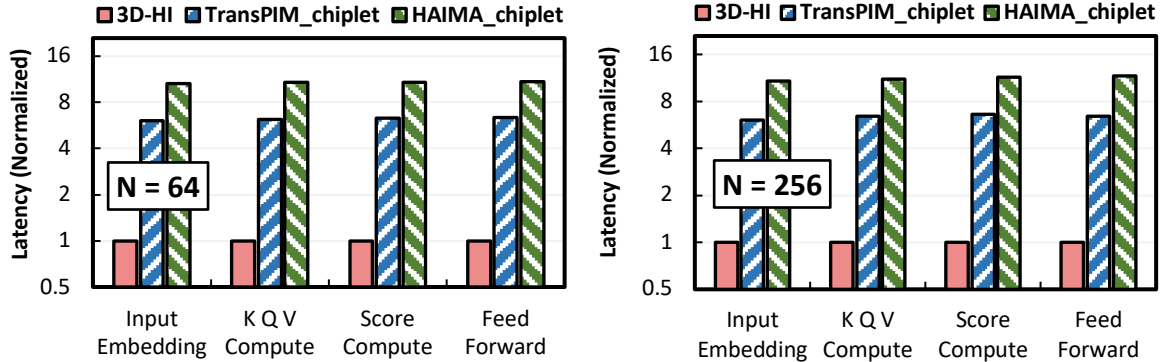 3D-HI TransPIM_chiplet HAIMA_chiplet
Latency (Normalized)
16
8
4
2
1
0.5
N = 64
Input Embedding
K Q V Compute
Score Compute
Feed Forward
3D-HI TransPIM_chiplet HAIMA_chiplet
Latency (Normalized)
16
8
4
2
1
0.5
N = 256
Input Embedding
K Q V Compute
Score Compute
Feed Forward